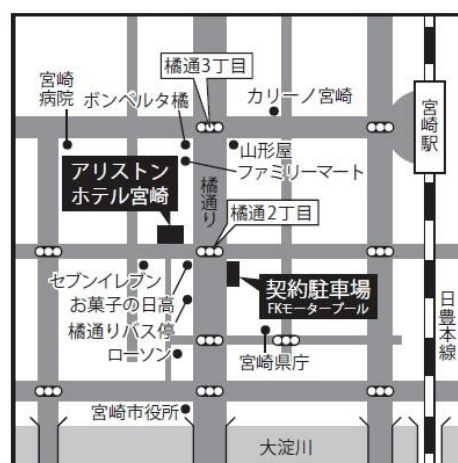 橘通3丁目
宮崎
病院
ボンベルタ橘
カリーノ宮崎
宮崎駅
山形屋
ファミリーマート
アリストン
ホテル宮崎
橘通り
橘通2丁目
セブンイレブン
お菓子の日高
橘通りバス停
ローソン
契約駐車場
FKモータープール
宮崎県庁
日豊本線
宮崎市役所
大淀川